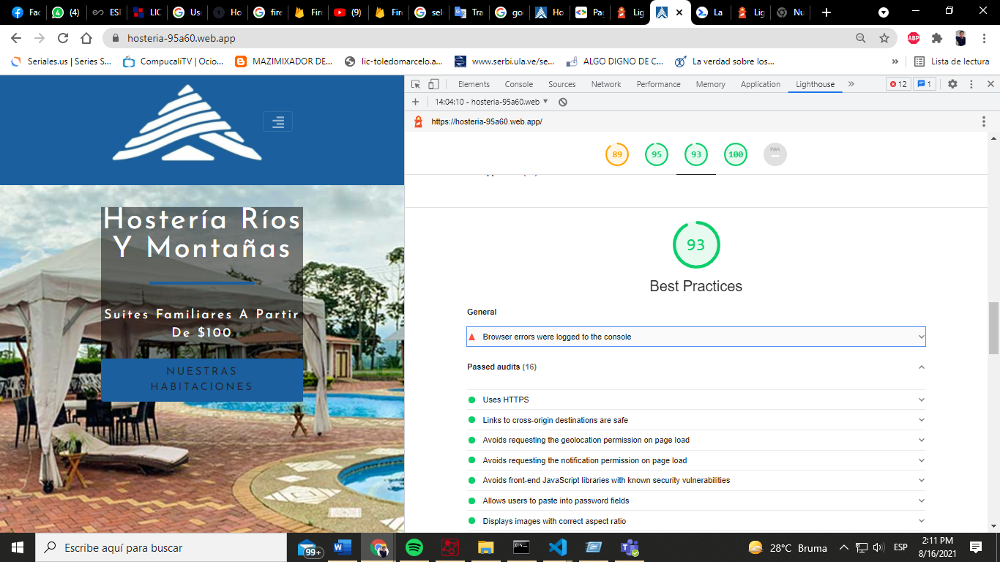 Fac
(4)
ESI
LIC
Use
Ho
fire
Fire
(9)
Fire
sele
Tra
goo
Ho
Pag
Lig
La
Lig
Nu
hosteria-95a60.web.app
ABP
Seriales.us | Series S...
CompucaliTV | Ocio...
MAZIMIXADOR DE...
lic-toledomarcelo.a...
www.serbi.ula.ve/se...
ALGO DIGNO DE C...
La verdad sobre los...
»
Lista de lectura
Hostería Ríos
Y Montañas
Suites Familiares A Partir
De $100
NUESTRAS
HABITACIONES
Elements
Console
Sources
Network
Performance
Memory
Application
Lighthouse
»
12
1
14:04:10 - hosteria-95a60.web
https://hosteria-95a60.web.app/
89
95
93
100
PWA
93
Best Practices
General
Browser errors were logged to the console
Passed audits (16)
Uses HTTPS
Links to cross-origin destinations are safe
Avoids requesting the geolocation permission on page load
Avoids requesting the notification permission on page load
Avoids front-end JavaScript libraries with known security vulnerabilities
Allows users to paste into password fields
Displays images with correct aspect ratio
Escribe aquí para buscar
99+
28°C Bruma
ESP
2:11 PM
8/16/2021